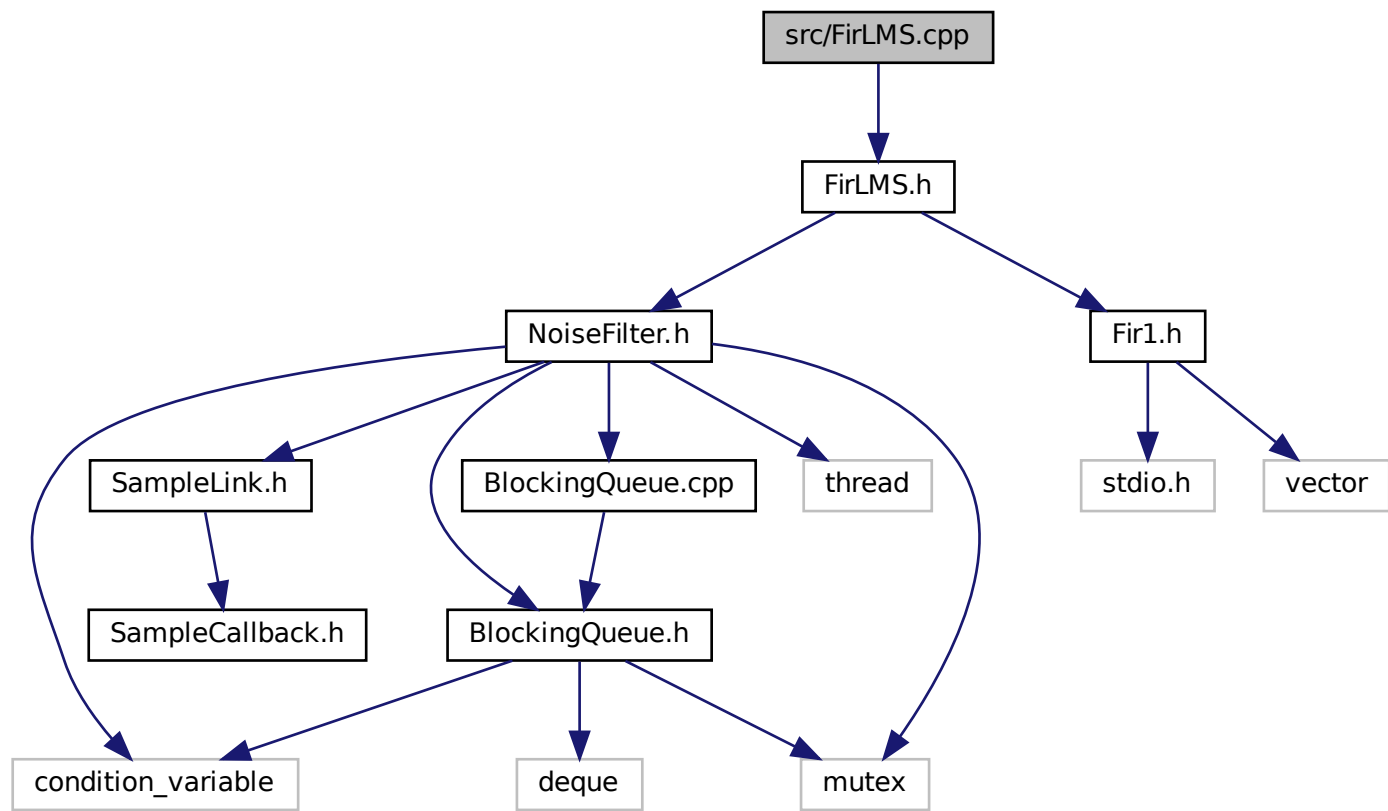 src/FirLMS.cpp
FirLMS.h
NoiseFilter.h
Fir1.h
SampleLink.h
BlockingQueue.cpp
thread
stdio.h
vector
SampleCallback.h
BlockingQueue.h
condition_variable
deque
mutex